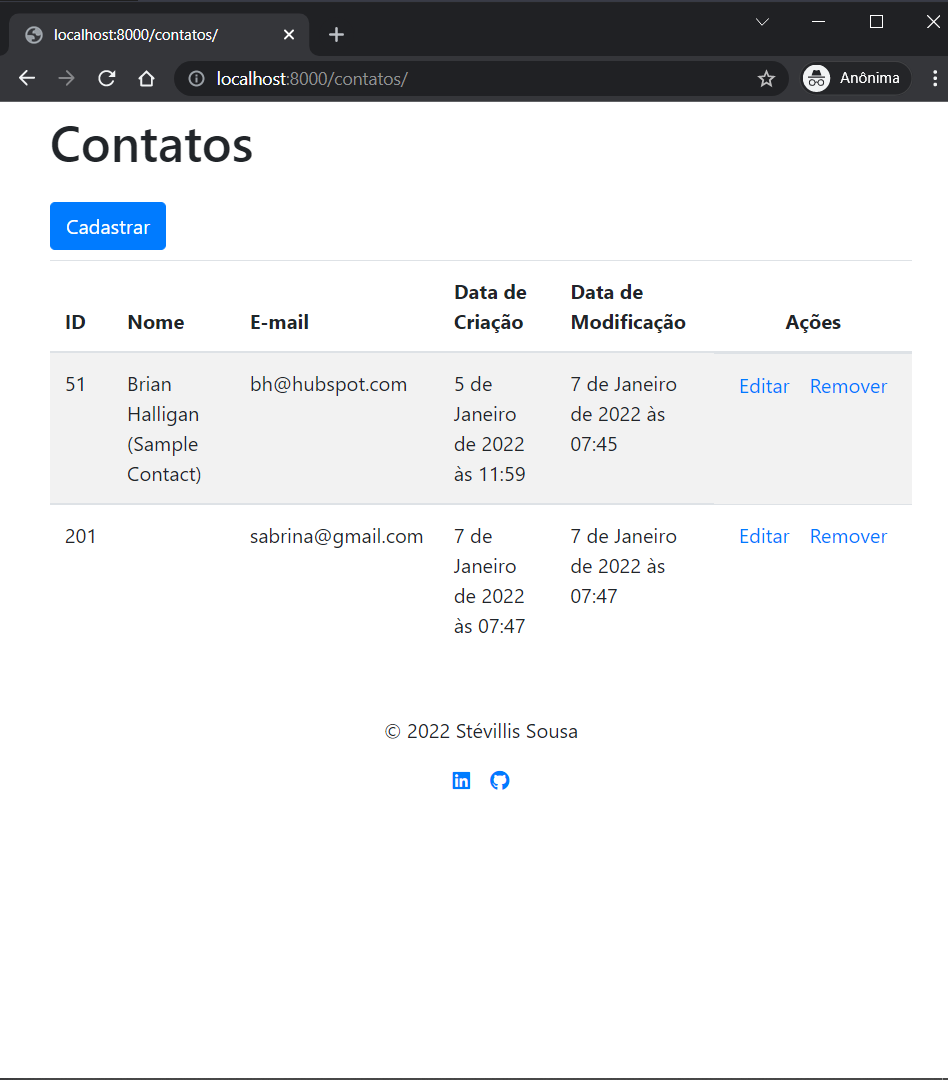 localhost:8000/contatos/
localhost:8000/contatos/
Anônima
Contatos
Cadastrar
ID Nome E-mail Data de Criação Data de Modificação Ações
51 Brian Halligan (Sample Contact) bh@hubspot.com 5 de Janeiro de 2022 às 11:59 7 de Janeiro de 2022 às 07:45 Editar Remover
201 sabrina@gmail.com 7 de Janeiro de 2022 às 07:47 7 de Janeiro de 2022 às 07:47 Editar Remover
© 2022 Stévillis Sousa
in